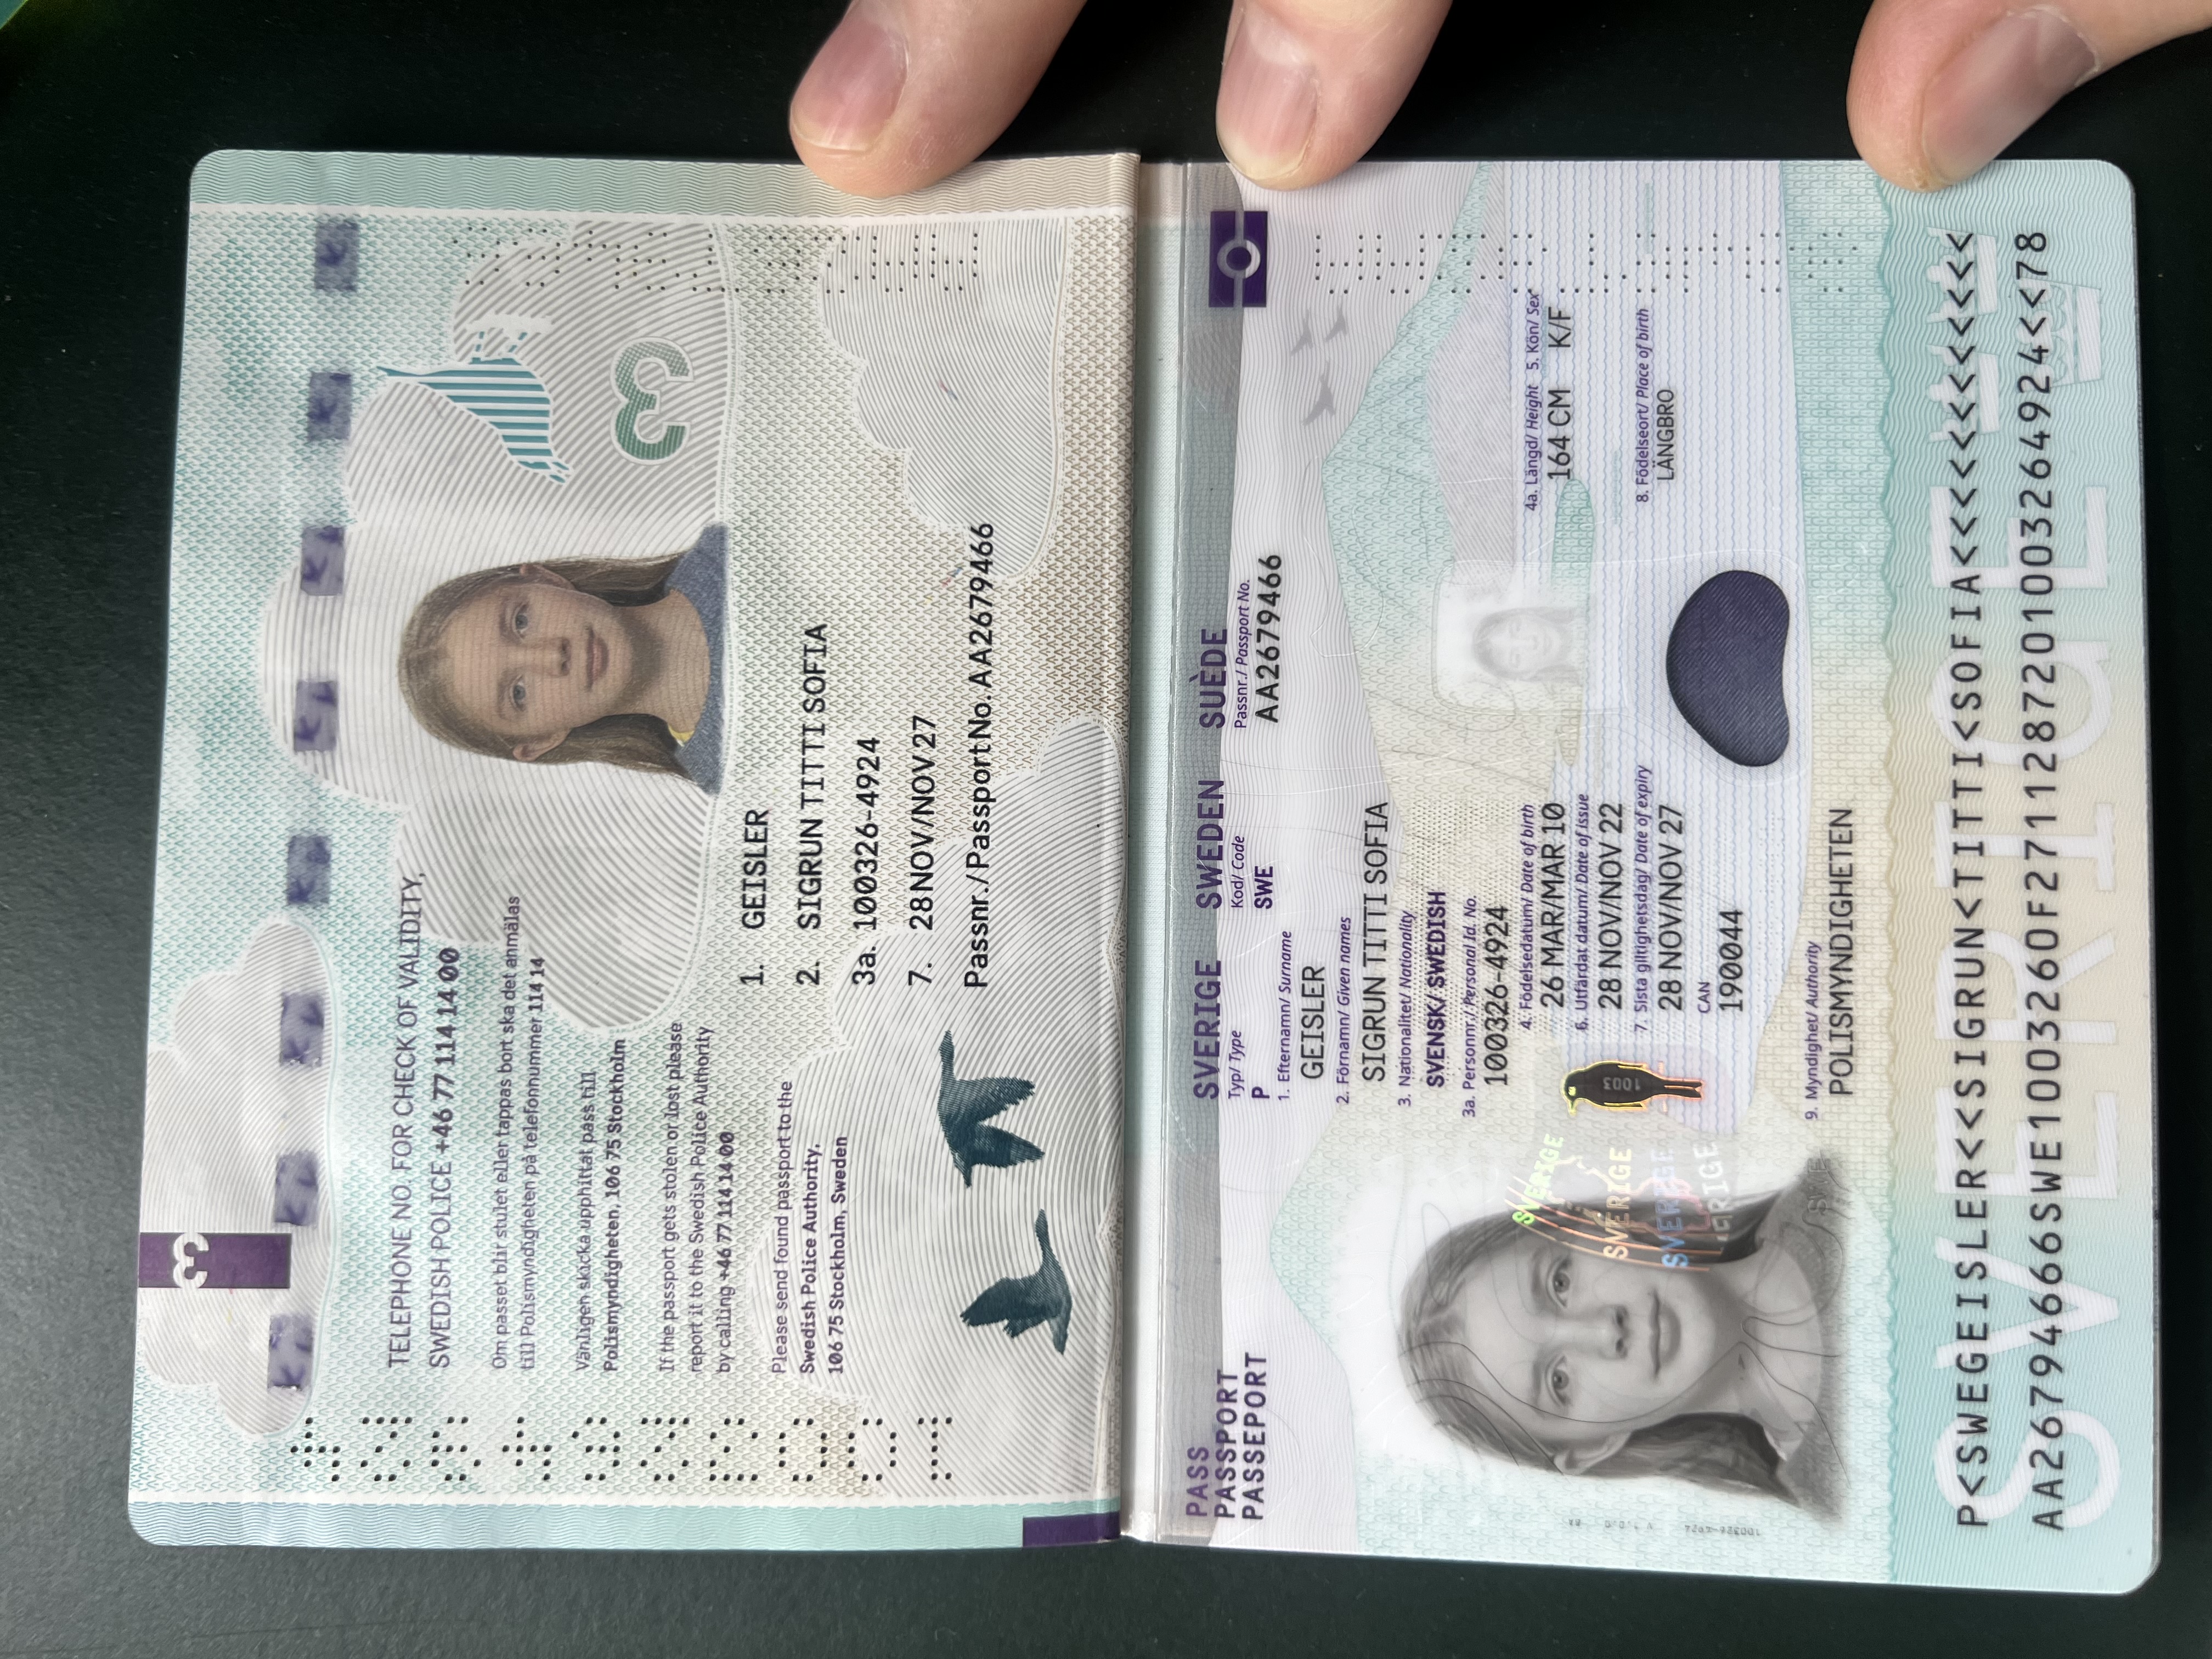 3
TELEPHONE NO. FOR CHECK OF VALIDITY,
SWEDISH POLICE +46 77 114 14 00
Om passet blir stulet eller tappas bort ska det anmälas
till Polismyndigheten på telefonnummer 114 14
Vänligen skicka upphittat pass till
Polismyndigheten, 106 75 Stockholm
If the passport gets stolen or lost please
report it to the Swedish Police Authority
by calling +46 77 114 14 00
Please send found passport to the
Swedish Police Authority,
106 75 Stockholm, Sweden
3
1. GEISLER
2. SIGRUN TITTI SOFIA
3a. 100326-4924
7. 28 NOV/NOV 27
Passnr./Passport No. AA2679466
PASS
PASSPORT
PASSEPORT
SVERIGE SWEDEN SUÈDE
Typ/ Type Kod/ Code Passnr./ Passport No.
P SWE AA2679466
1. Efternamn/ Surname
GEISLER
2. Förnamn/ Given names
SIGRUN TITTI SOFIA
3. Nationalitet/ Nationality
SVENSK/ SWEDISH
3a. Personnr./ Personal Id. No.
100326-4924
4. Födelsedatum/ Date of birth 4a. Längd/ Height 5. Kön/ Sex
26 MAR/MAR 10 164 CM K/F
6. Utfärdat datum/ Date of issue
28 NOV/NOV 22
7. Sista giltighetsdag/ Date of expiry 8. Födelseort/ Place of birth
28 NOV/NOV 27 LÄNGBRO
CAN
190044
9. Myndighet/ Authority
POLISMYNDIGHETEN
SVERIGE
SVERIGE
SVERIGE
1003
SWE
SVERIGE
P<SWEGEISLER<<SIGRUN<TITTI<SOFIA<<<<<<<<<<<<
AA26794666SWE1003260F2711287201003264924<<78